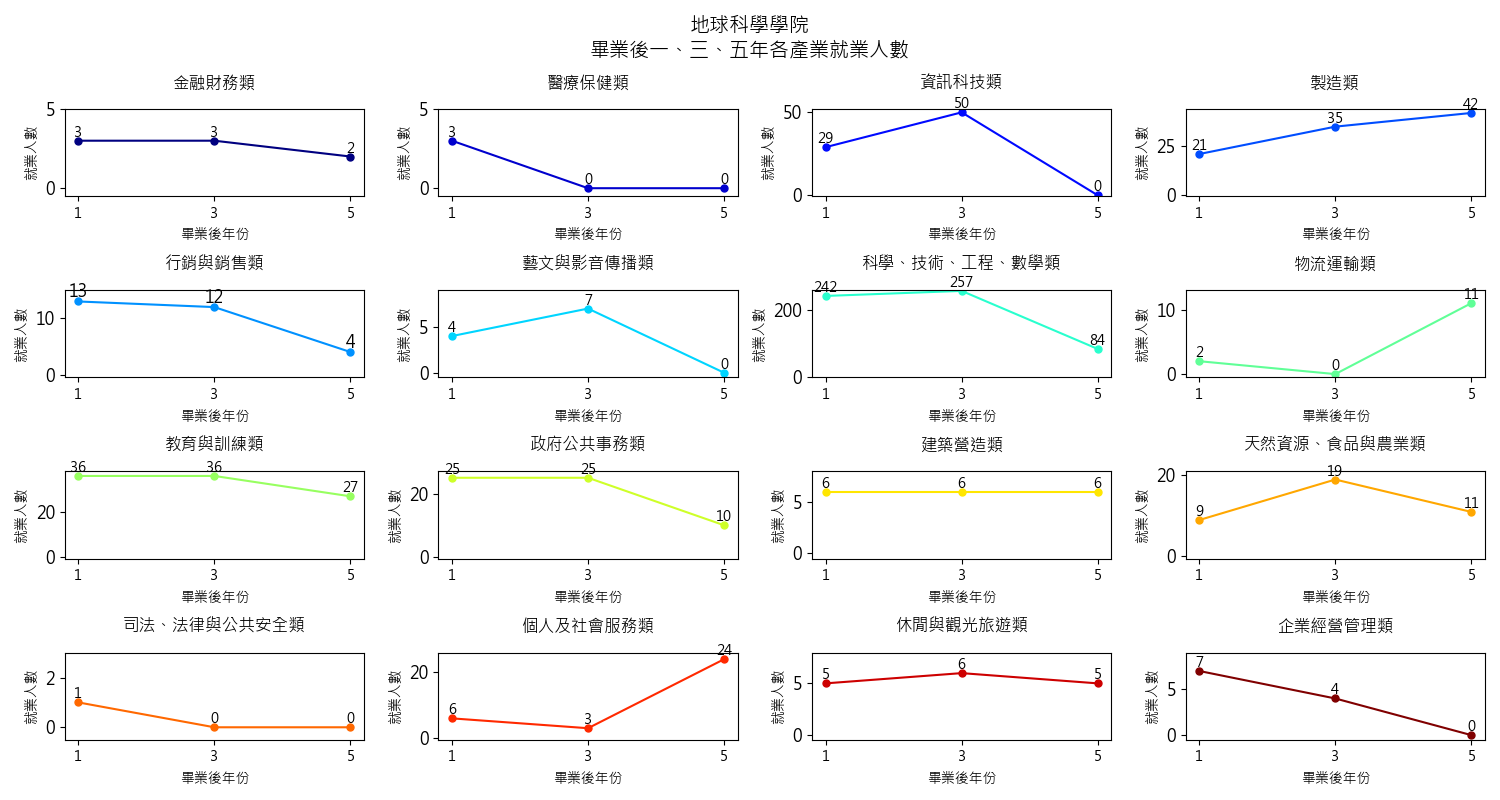 地球科學學院
畢業後一、三、五年各產業就業人數
金融財務類
5
0
就業人數
3
3
2
1
3
5
畢業後年份
醫療保健類
5
0
就業人數
3
0
0
1
3
5
畢業後年份
資訊科技類
50
0
就業人數
29
50
0
1
3
5
畢業後年份
製造類
25
0
就業人數
21
35
42
1
3
5
畢業後年份
行銷與銷售類
10
0
就業人數
13
12
4
1
3
5
畢業後年份
藝文與影音傳播類
5
0
就業人數
4
7
0
1
3
5
畢業後年份
科學、技術、工程、數學類
200
0
就業人數
242
257
84
1
3
5
畢業後年份
物流運輸類
10
0
就業人數
2
0
11
1
3
5
畢業後年份
教育與訓練類
20
0
就業人數
36
36
27
1
3
5
畢業後年份
政府公共事務類
20
0
就業人數
25
25
10
1
3
5
畢業後年份
建築營造類
5
0
就業人數
6
6
6
1
3
5
畢業後年份
天然資源、食品與農業類
20
0
就業人數
9
19
11
1
3
5
畢業後年份
司法、法律與公共安全類
2
0
就業人數
1
0
0
1
3
5
畢業後年份
個人及社會服務類
20
0
就業人數
6
3
24
1
3
5
畢業後年份
休閒與觀光旅遊類
5
0
就業人數
5
6
5
1
3
5
畢業後年份
企業經營管理類
5
0
就業人數
7
4
0
1
3
5
畢業後年份